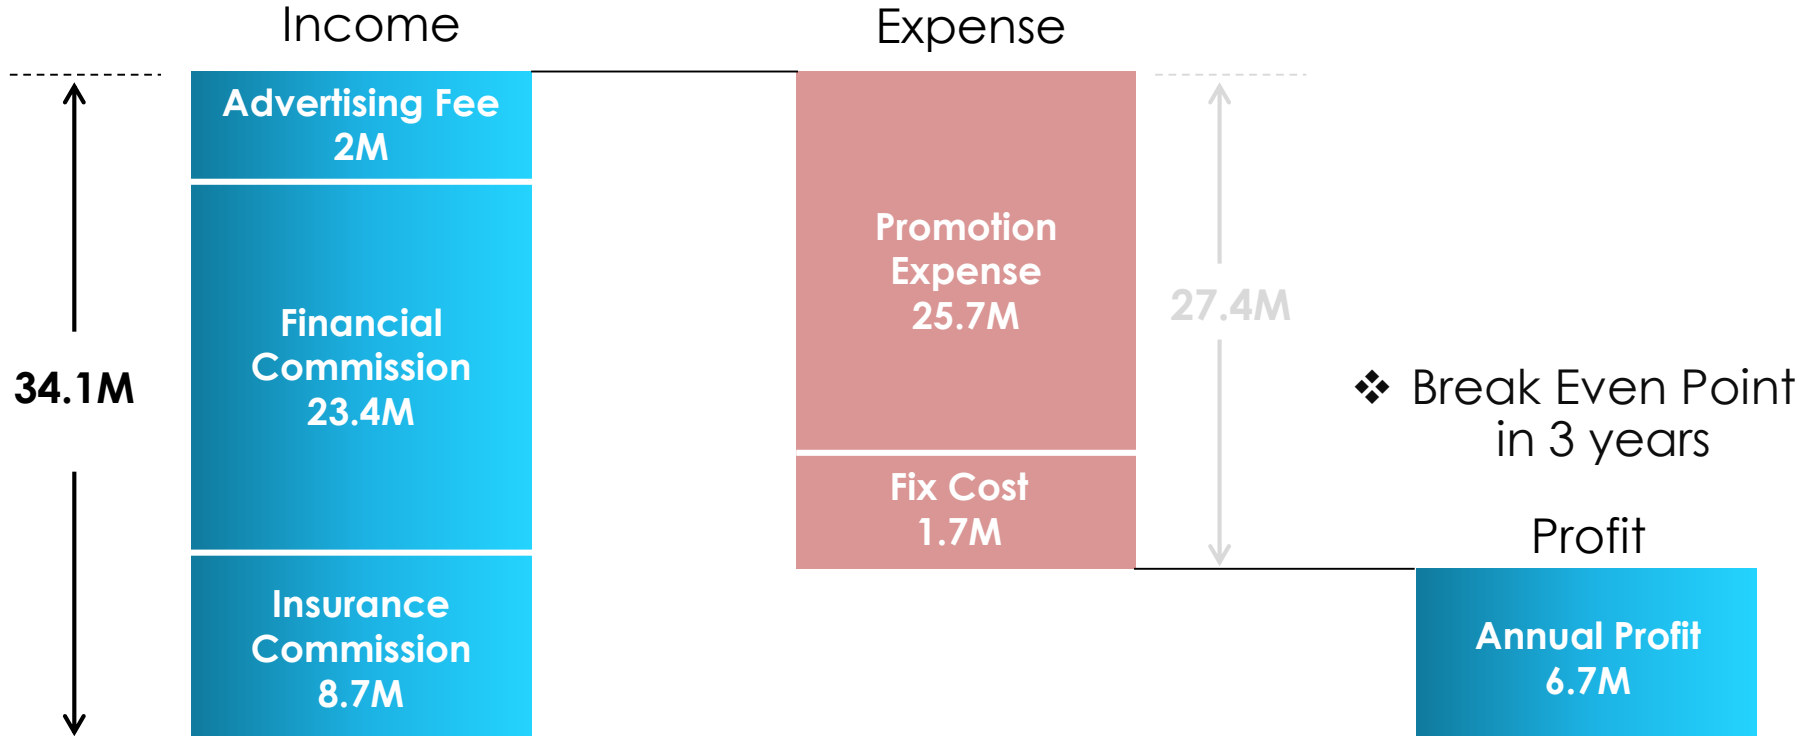 Income
Expense
Advertising Fee
2M
Financial
Commission
23.4M
Insurance
Commission
8.7M
34.1M
Promotion
Expense
25.7M
Fix Cost
1.7M
27.4M
❖ Break Even Point
in 3 years
Profit
Annual Profit
6.7M